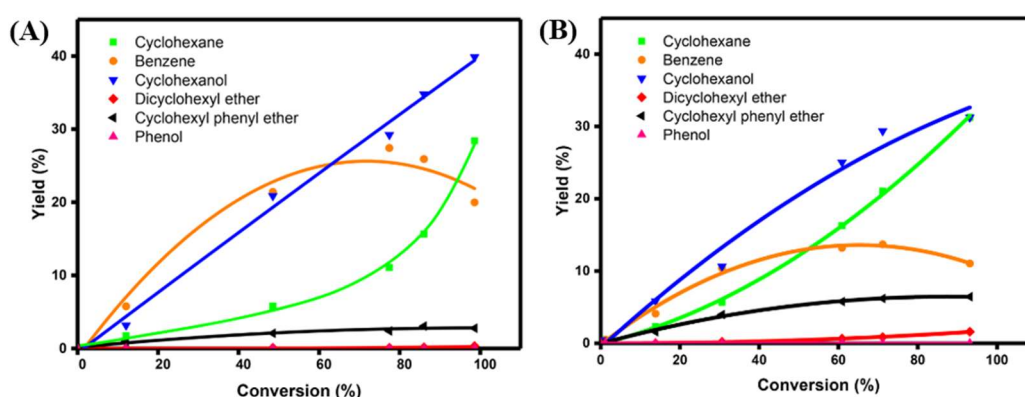 (A)
Cyclohexane
Benzene
Cyclohexanol
Dicyclohexyl ether
Cyclohexyl phenyl ether
Phenol
Yield (%)
40
30
20
10
0
0 20 40 60 80 100
Conversion (%)
(B)
Cyclohexane
Benzene
Cyclohexanol
Dicyclohexyl ether
Cyclohexyl phenyl ether
Phenol
Yield (%)
40
30
20
10
0
0 20 40 60 80 100
Conversion (%)